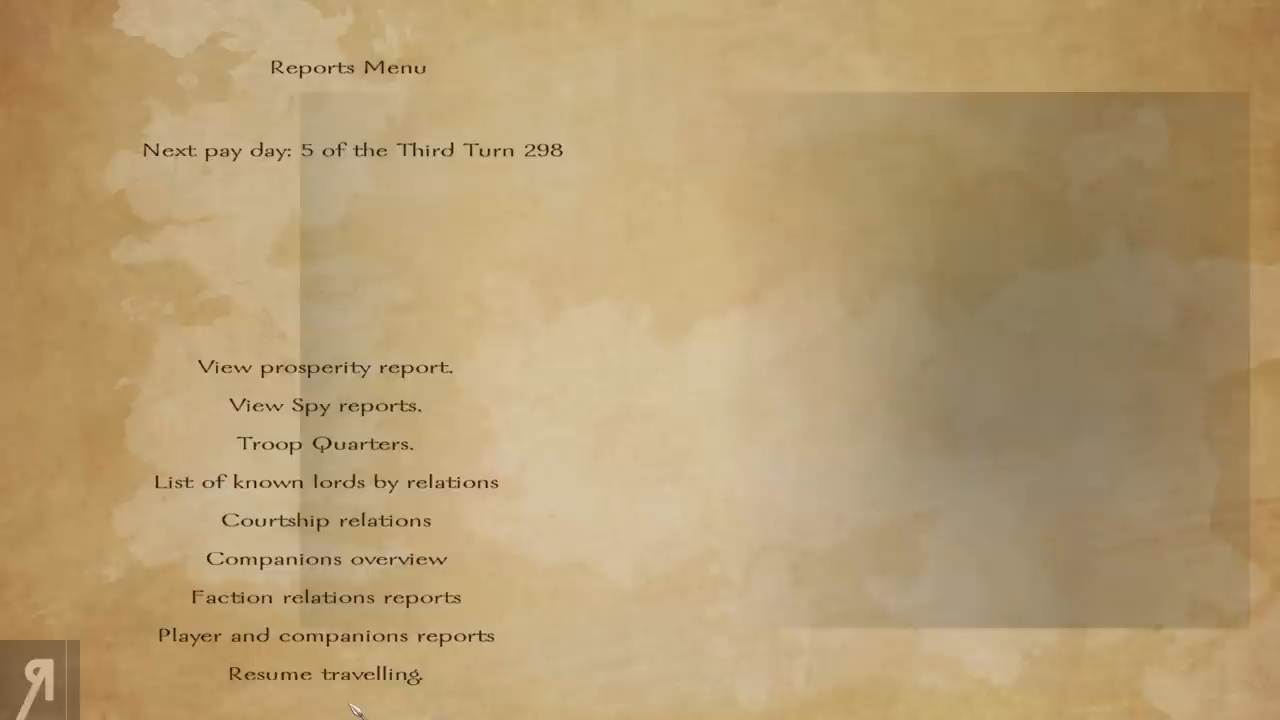 Reports Menu
Next pay day: 5 of the Third Turn 298
View prosperity report.
View Spy reports.
Troop Quarters.
List of known lords by relations
Courtship relations
Companions overview
Faction relations reports
Player and companions reports
Resume travelling.